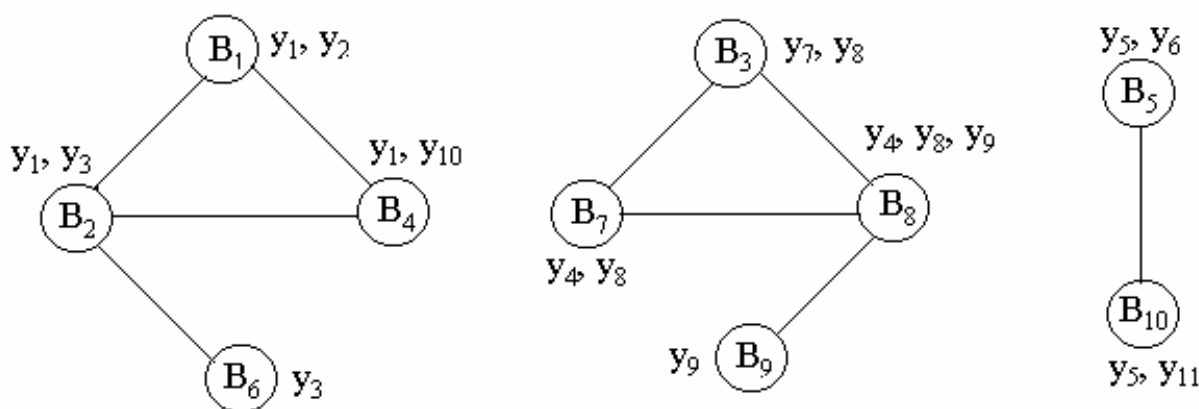 B₁ y₁, y₂
y₁, y₃ B₂
y₁, y₁₀
B₄
B₆ y₃
B₃ y₇, y₈
y₄, y₈, y₉
B₈
B₇
y₄, y₈
y₉ B₉
y₅, y₆
B₅
B₁₀
y₅, y₁₁